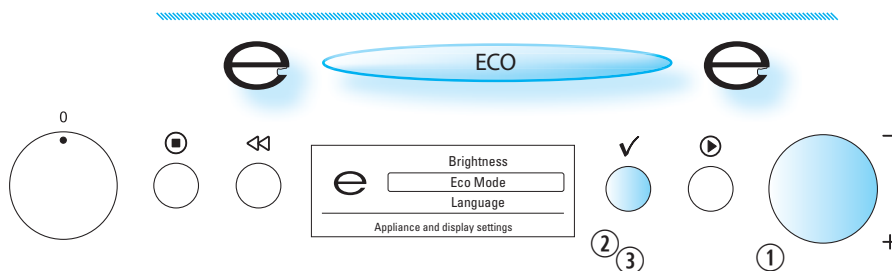 ECO
0
Brightness
Eco Mode
Language
Appliance and display settings
−
+
②
③
①